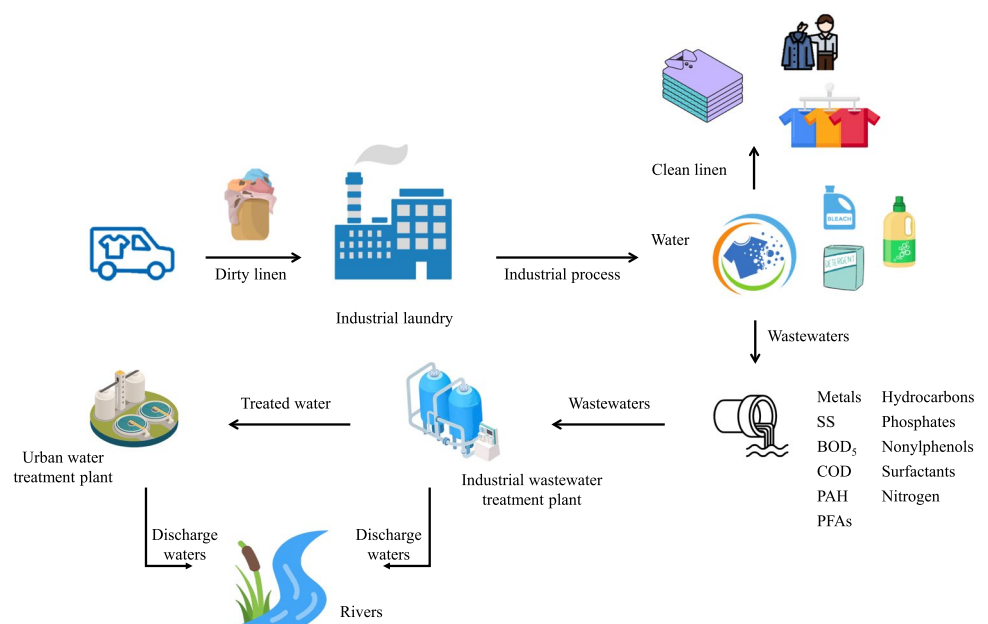 Clean linen
Water
BLEACH
DETERGENT
Dirty linen
Industrial process
Industrial laundry
Wastewaters
Metals
SS
BOD₅
COD
PAH
PFAs
Hydrocarbons
Phosphates
Nonylphenols
Surfactants
Nitrogen
Wastewaters
Industrial wastewater
treatment plant
Treated water
Urban water
treatment plant
Discharge
waters
Discharge
waters
Rivers